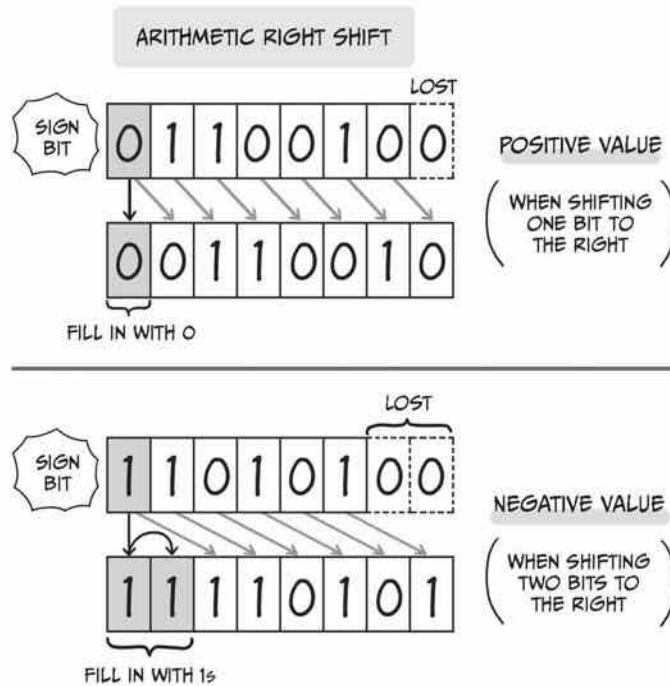 ARITHMETIC RIGHT SHIFT
LOST
SIGN
BIT
0 1 1 0 0 1 0 0
POSITIVE VALUE
(WHEN SHIFTING
ONE BIT TO
THE RIGHT)
0 0 1 1 0 0 1 0
FILL IN WITH 0
LOST
SIGN
BIT
1 1 0 1 0 1 0 0
NEGATIVE VALUE
(WHEN SHIFTING
TWO BITS TO
THE RIGHT)
1 1 1 1 0 1 0 1
FILL IN WITH 1s